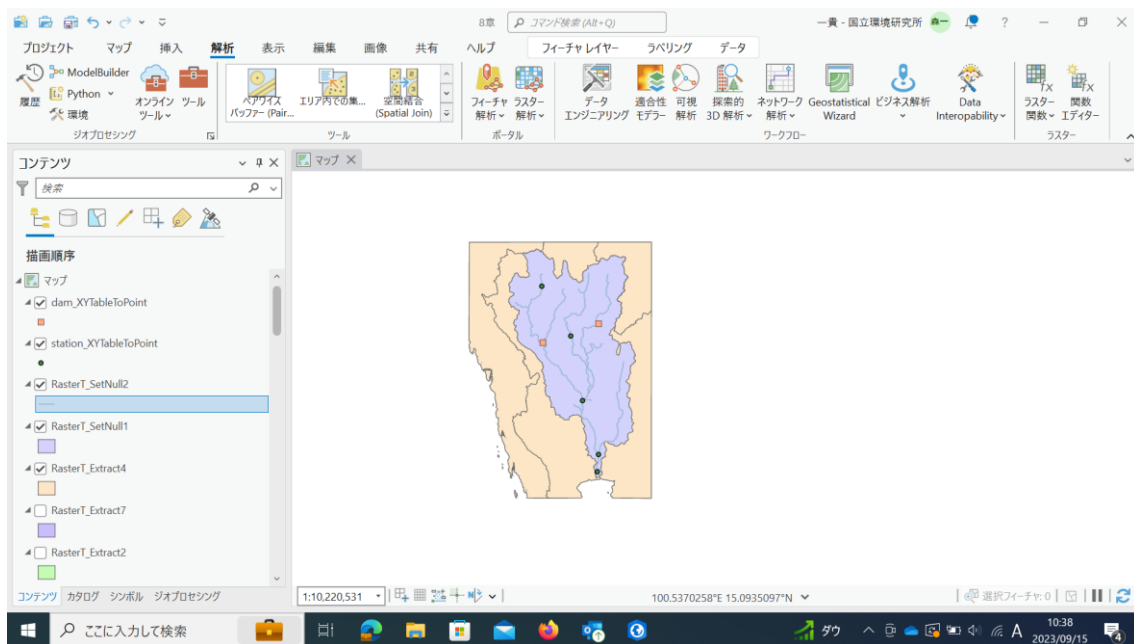 8章
コマンド検索 (Alt+Q)
一貴 - 国立環境研究所
森一
?
プロジェクト マップ 挿入 解析 表示 編集 画像 共有 ヘルプ フィーチャ レイヤー ラベリング データ
履歴
ModelBuilder
Python
環境
オンライン ツール
ツール
ペアワイズ バッファー (Pair...
エリア内での集...
空間結合 (Spatial Join)
フィーチャ 解析
ラスター 解析
データ エンジニアリング
適合性 モデラー
可視 解析
探索的 3D 解析
ネットワーク 解析
Geostatistical Wizard
ビジネス解析
Data Interoperability
ラスター 関数
関数 エディター
ジオプロセシング ツール ポータル ワークフロー ラスター
コンテンツ
マップ
検索
描画順序
マップ
dam_XYTableToPoint
station_XYTableToPoint
RasterT_SetNull2
RasterT_SetNull1
RasterT_Extract4
RasterT_Extract7
RasterT_Extract2
コンテンツ カタログ シンボル ジオプロセシング
1:10,220,531
100.5370258°E 15.0935097°N
選択フィーチャ: 0
ここに入力して検索
ダウ
A
10:38
2023/09/15
4